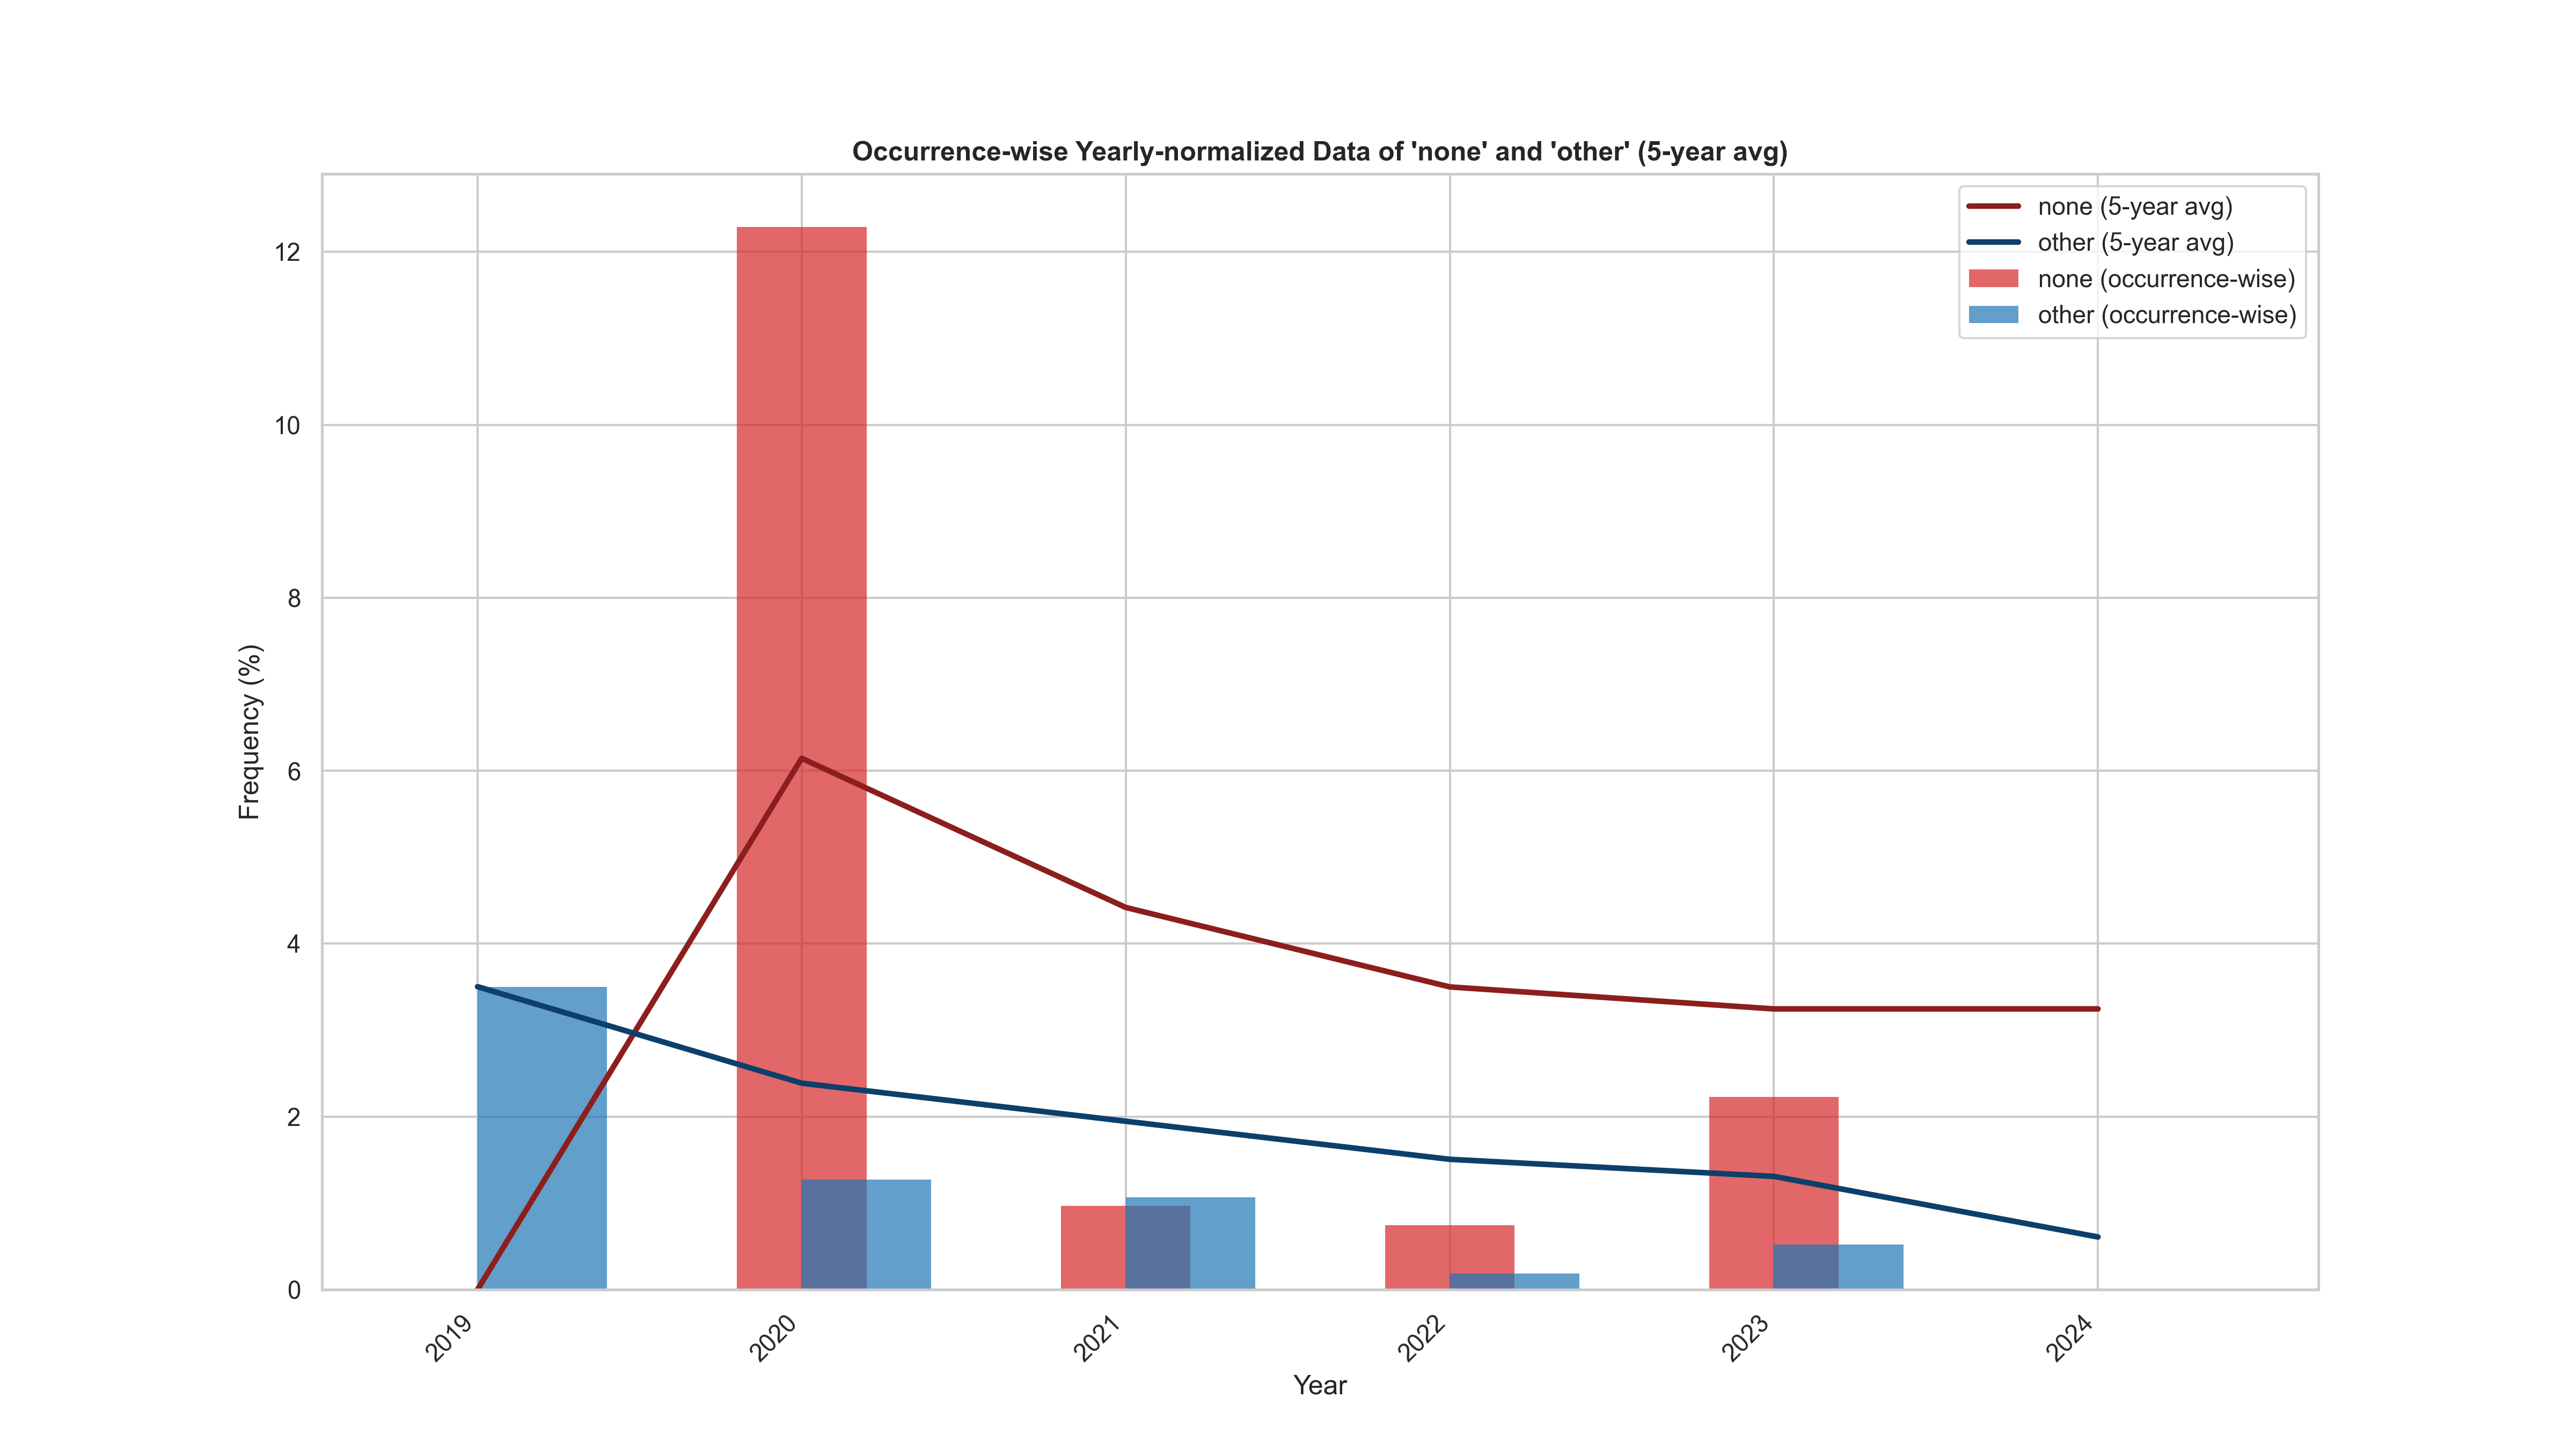 Occurrence-wise Yearly-normalized Data of 'none' and 'other' (5-year avg)
none (5-year avg)
other (5-year avg)
none (occurrence-wise)
other (occurrence-wise)
12
10
8
6
4
2
0
Frequency (%)
2019
2020
2021
2022
2023
2024
Year